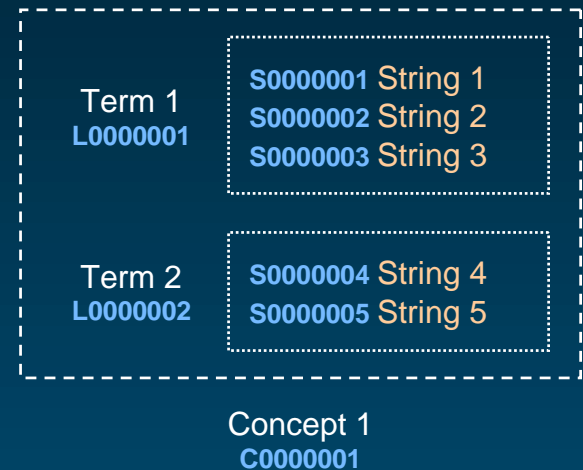 Term 1
L0000001
S0000001 String 1
S0000002 String 2
S0000003 String 3
Term 2
L0000002
S0000004 String 4
S0000005 String 5
Concept 1
C0000001